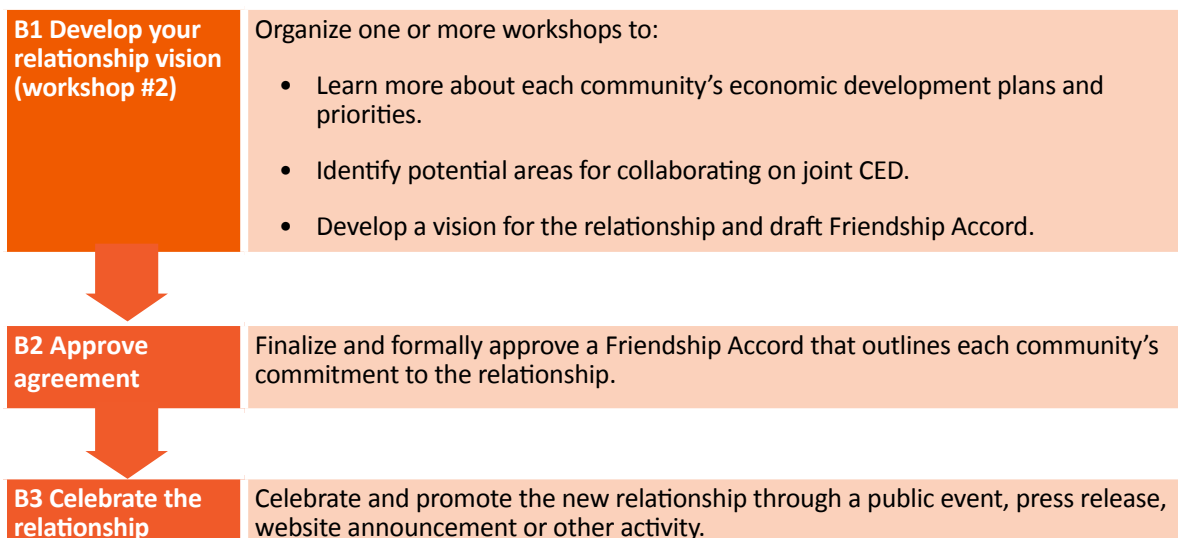 B1 Develop your
relationship vision
(workshop #2)
Organize one or more workshops to:
• Learn more about each community’s economic development plans and
priorities.
• Identify potential areas for collaborating on joint CED.
• Develop a vision for the relationship and draft Friendship Accord.
B2 Approve
agreement
Finalize and formally approve a Friendship Accord that outlines each community’s
commitment to the relationship.
B3 Celebrate the
relationship
Celebrate and promote the new relationship through a public event, press release,
website announcement or other activity.